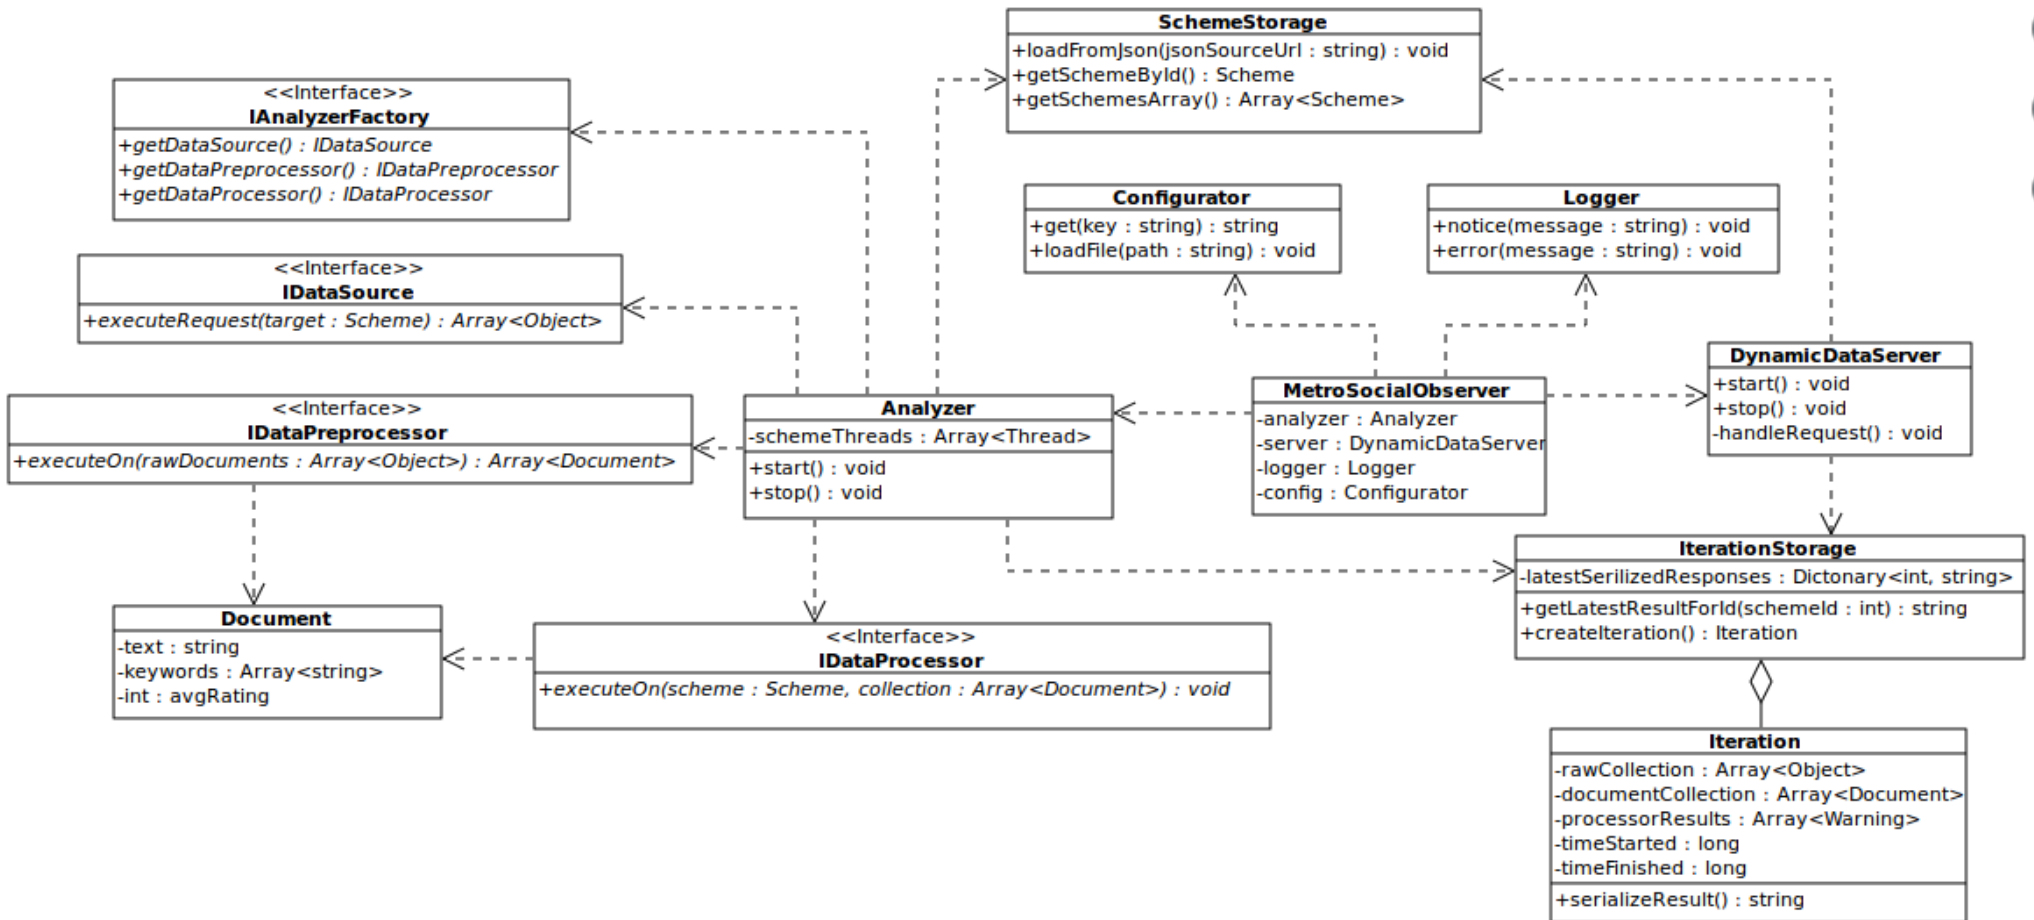 SchemeStorage
+loadFromJson(jsonSourceUrl : string) : void
+getSchemeById() : Scheme
+getSchemesArray() : Array<Scheme>
<<Interface>>
IAnalyzerFactory
+getDataSource() : IDataSource
+getDataPreprocessor() : IDataPreprocessor
+getDataProcessor() : IDataProcessor
Configurator
+get(key : string) : string
+loadFile(path : string) : void
Logger
+notice(message : string) : void
+error(message : string) : void
<<Interface>>
IDataSource
+executeRequest(target : Scheme) : Array<Object>
DynamicDataServer
+start() : void
+stop() : void
-handleRequest() : void
MetroSocialObserver
-analyzer : Analyzer
-server : DynamicDataServer
-logger : Logger
-config : Configurator
Analyzer
-schemeThreads : Array<Thread>
+start() : void
+stop() : void
<<Interface>>
IDataPreprocessor
+executeOn(rawDocuments : Array<Object>) : Array<Document>
IterationStorage
-latestSerilizedResponses : Dictonary<int, string>
+getLatestResultForId(schemeId : int) : string
+createIteration() : Iteration
Document
-text : string
-keywords : Array<string>
-int : avgRating
<<Interface>>
IDataProcessor
+executeOn(scheme : Scheme, collection : Array<Document>) : void
Iteration
-rawCollection : Array<Object>
-documentCollection : Array<Document>
-processorResults : Array<Warning>
-timeStarted : long
-timeFinished : long
+serializeResult() : string